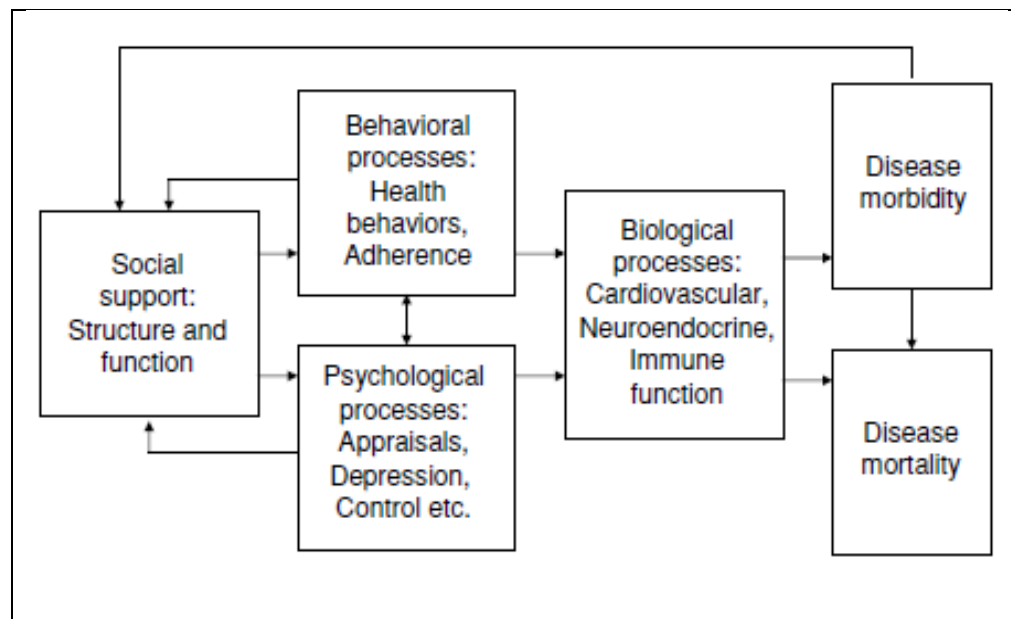 Social
support:
Structure and
function
Behavioral
processes:
Health
behaviors,
Adherence
Psychological
processes:
Appraisals,
Depression,
Control etc.
Biological
processes:
Cardiovascular,
Neuroendocrine,
Immune
function
Disease
morbidity
Disease
mortality